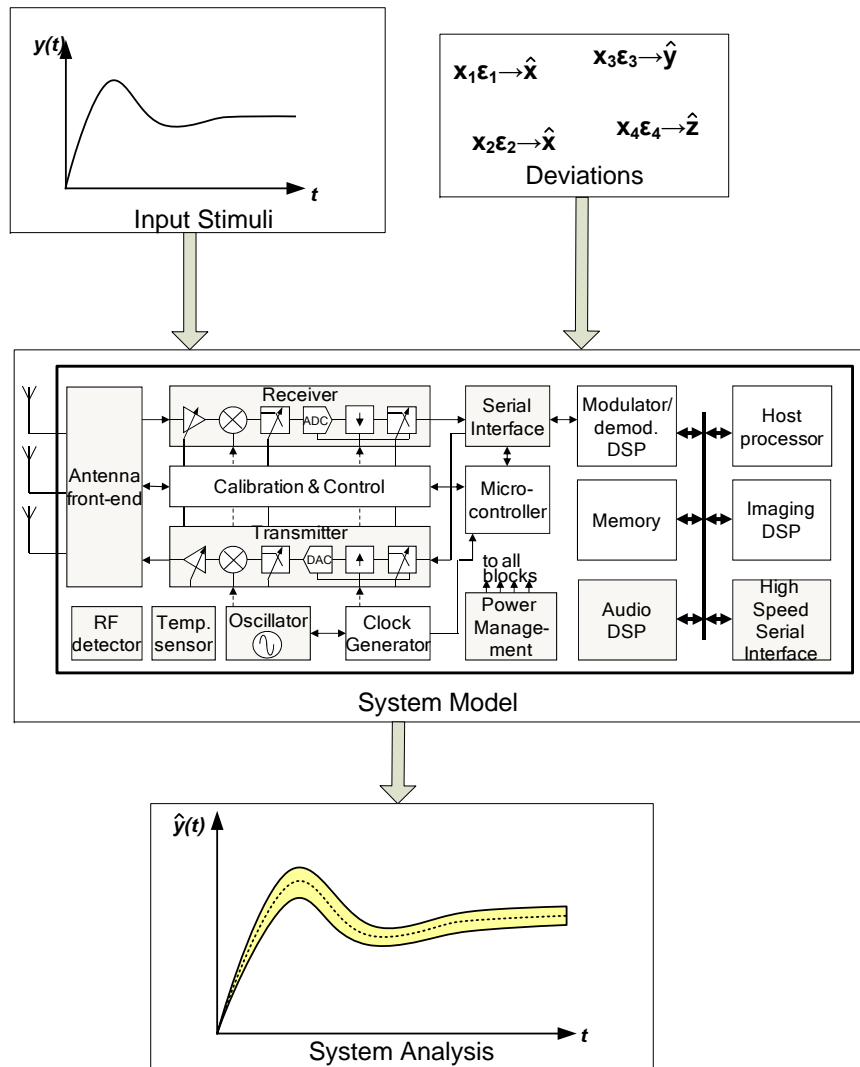 y(t)
t
Input Stimuli
x₁ε₁→x̂
x₃ε₃→ŷ
x₂ε₂→x̂
x₄ε₄→ẑ
Deviations
Antenna
front-end
Receiver
ADC
Calibration & Control
Transmitter
DAC
RF
detector
Temp.
sensor
Oscillator
Clock
Generator
Serial
Interface
Micro-
controller
to all
blocks
Power
Manage-
ment
Modulator/
demod.
DSP
Memory
Audio
DSP
Host
processor
Imaging
DSP
High
Speed
Serial
Interface
System Model
ŷ(t)
t
System Analysis